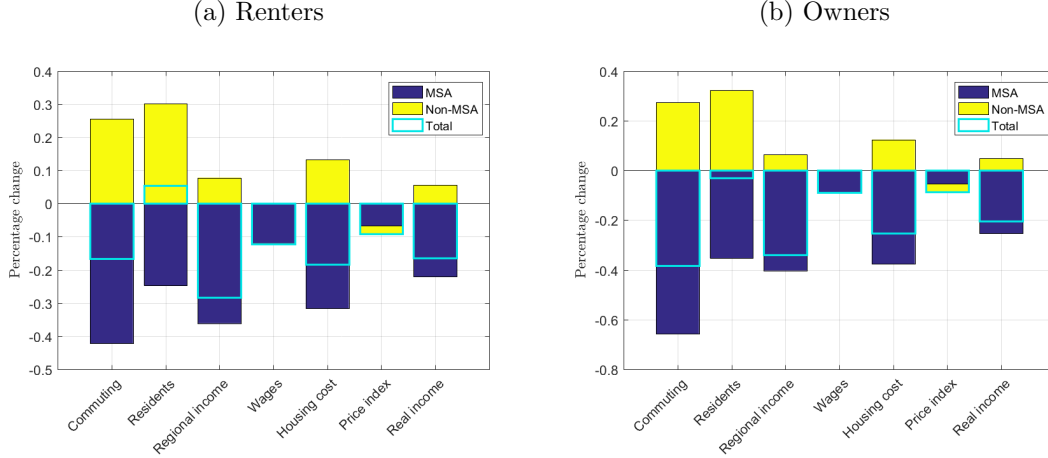 (a) Renters
Percentage change
0.4
0.3
0.2
0.1
0
-0.1
-0.2
-0.3
-0.4
-0.5
MSA
Non-MSA
Total
Commuting
Residents
Regional income
Wages
Housing cost
Price index
Real income
(b) Owners
Percentage change
0.4
0.2
0
-0.2
-0.4
-0.6
-0.8
MSA
Non-MSA
Total
Commuting
Residents
Regional income
Wages
Housing cost
Price index
Real income